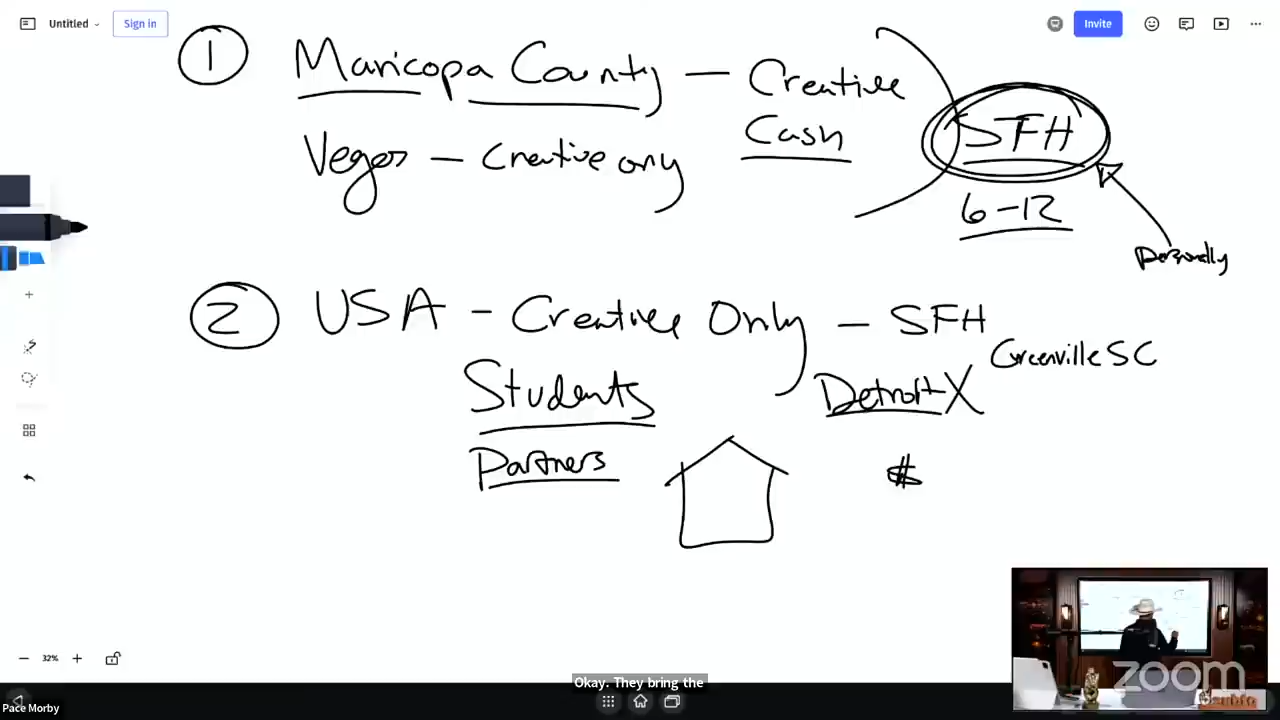 Untitled
Sign in
Invite
1 Maricopa County — Creative
Cash
Vegas — Creative only
SFH
6-12
personally
2 USA - Creative Only — SFH
Greenville SC
Students
Detroit X
Partners
$
32%
Okay. They bring the
zoom
Pace Morby